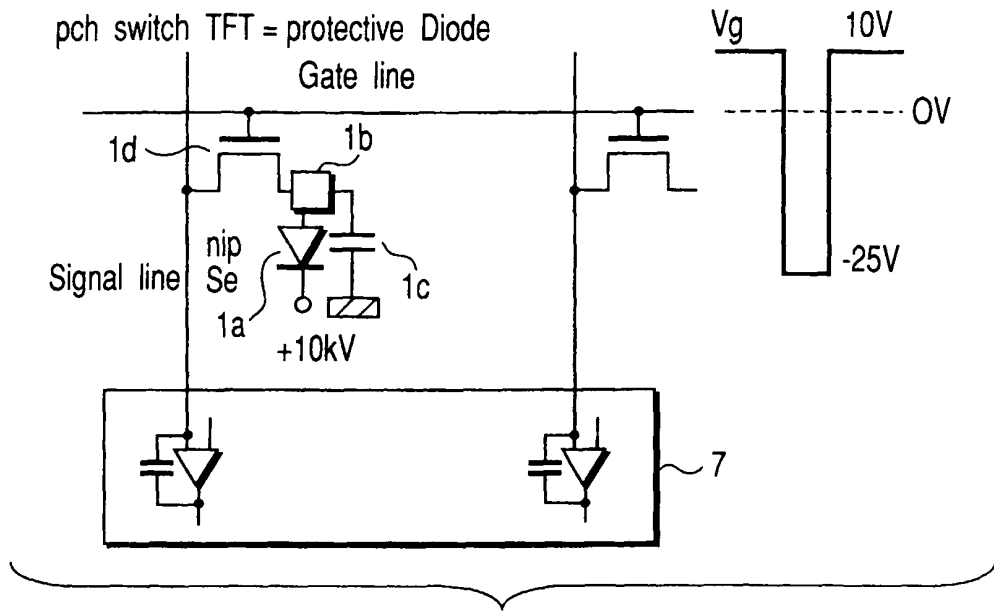 pch switch TFT = protective Diode
Gate line
Vg
10V
OV
-25V
1d
1b
nip
Se
1c
Signal line
1a
+10kV
7